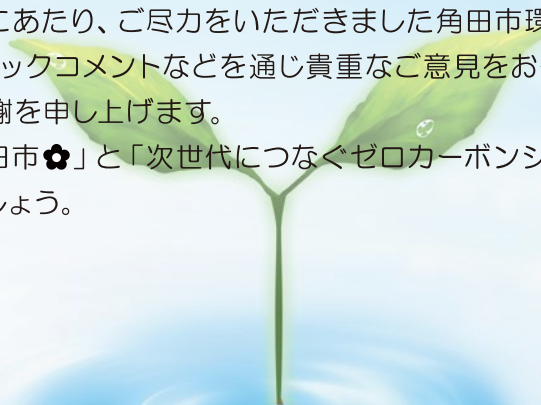 にあたり、ご尽力をいただきました角田市環
ックコメントなどを通じ貴重なご意見をお
謝を申し上げます。
田市✿」と「次世代につなぐゼロカーボンシ
しょう。